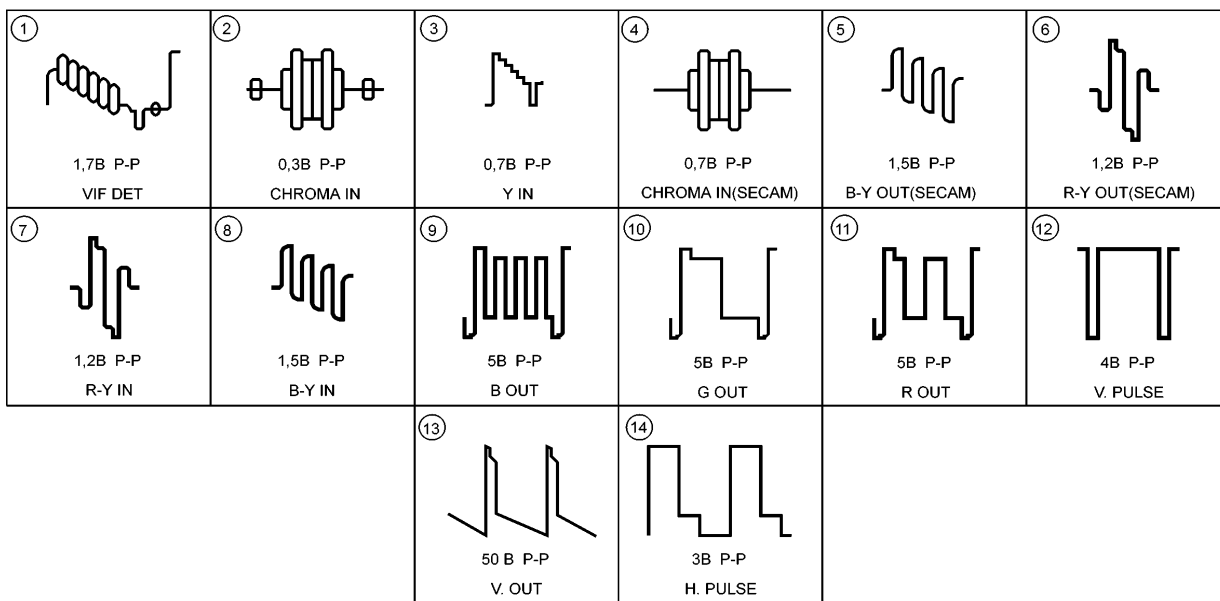 1
1,7B P-P
VIF DET
2
0,3B P-P
CHROMA IN
3
0,7B P-P
Y IN
4
0,7B P-P
CHROMA IN(SECAM)
5
1,5B P-P
B-Y OUT(SECAM)
6
1,2B P-P
R-Y OUT(SECAM)
7
1,2B P-P
R-Y IN
8
1,5B P-P
B-Y IN
9
5B P-P
B OUT
10
5B P-P
G OUT
11
5B P-P
R OUT
12
4B P-P
V. PULSE
13
50 B P-P
V. OUT
14
3B P-P
H. PULSE